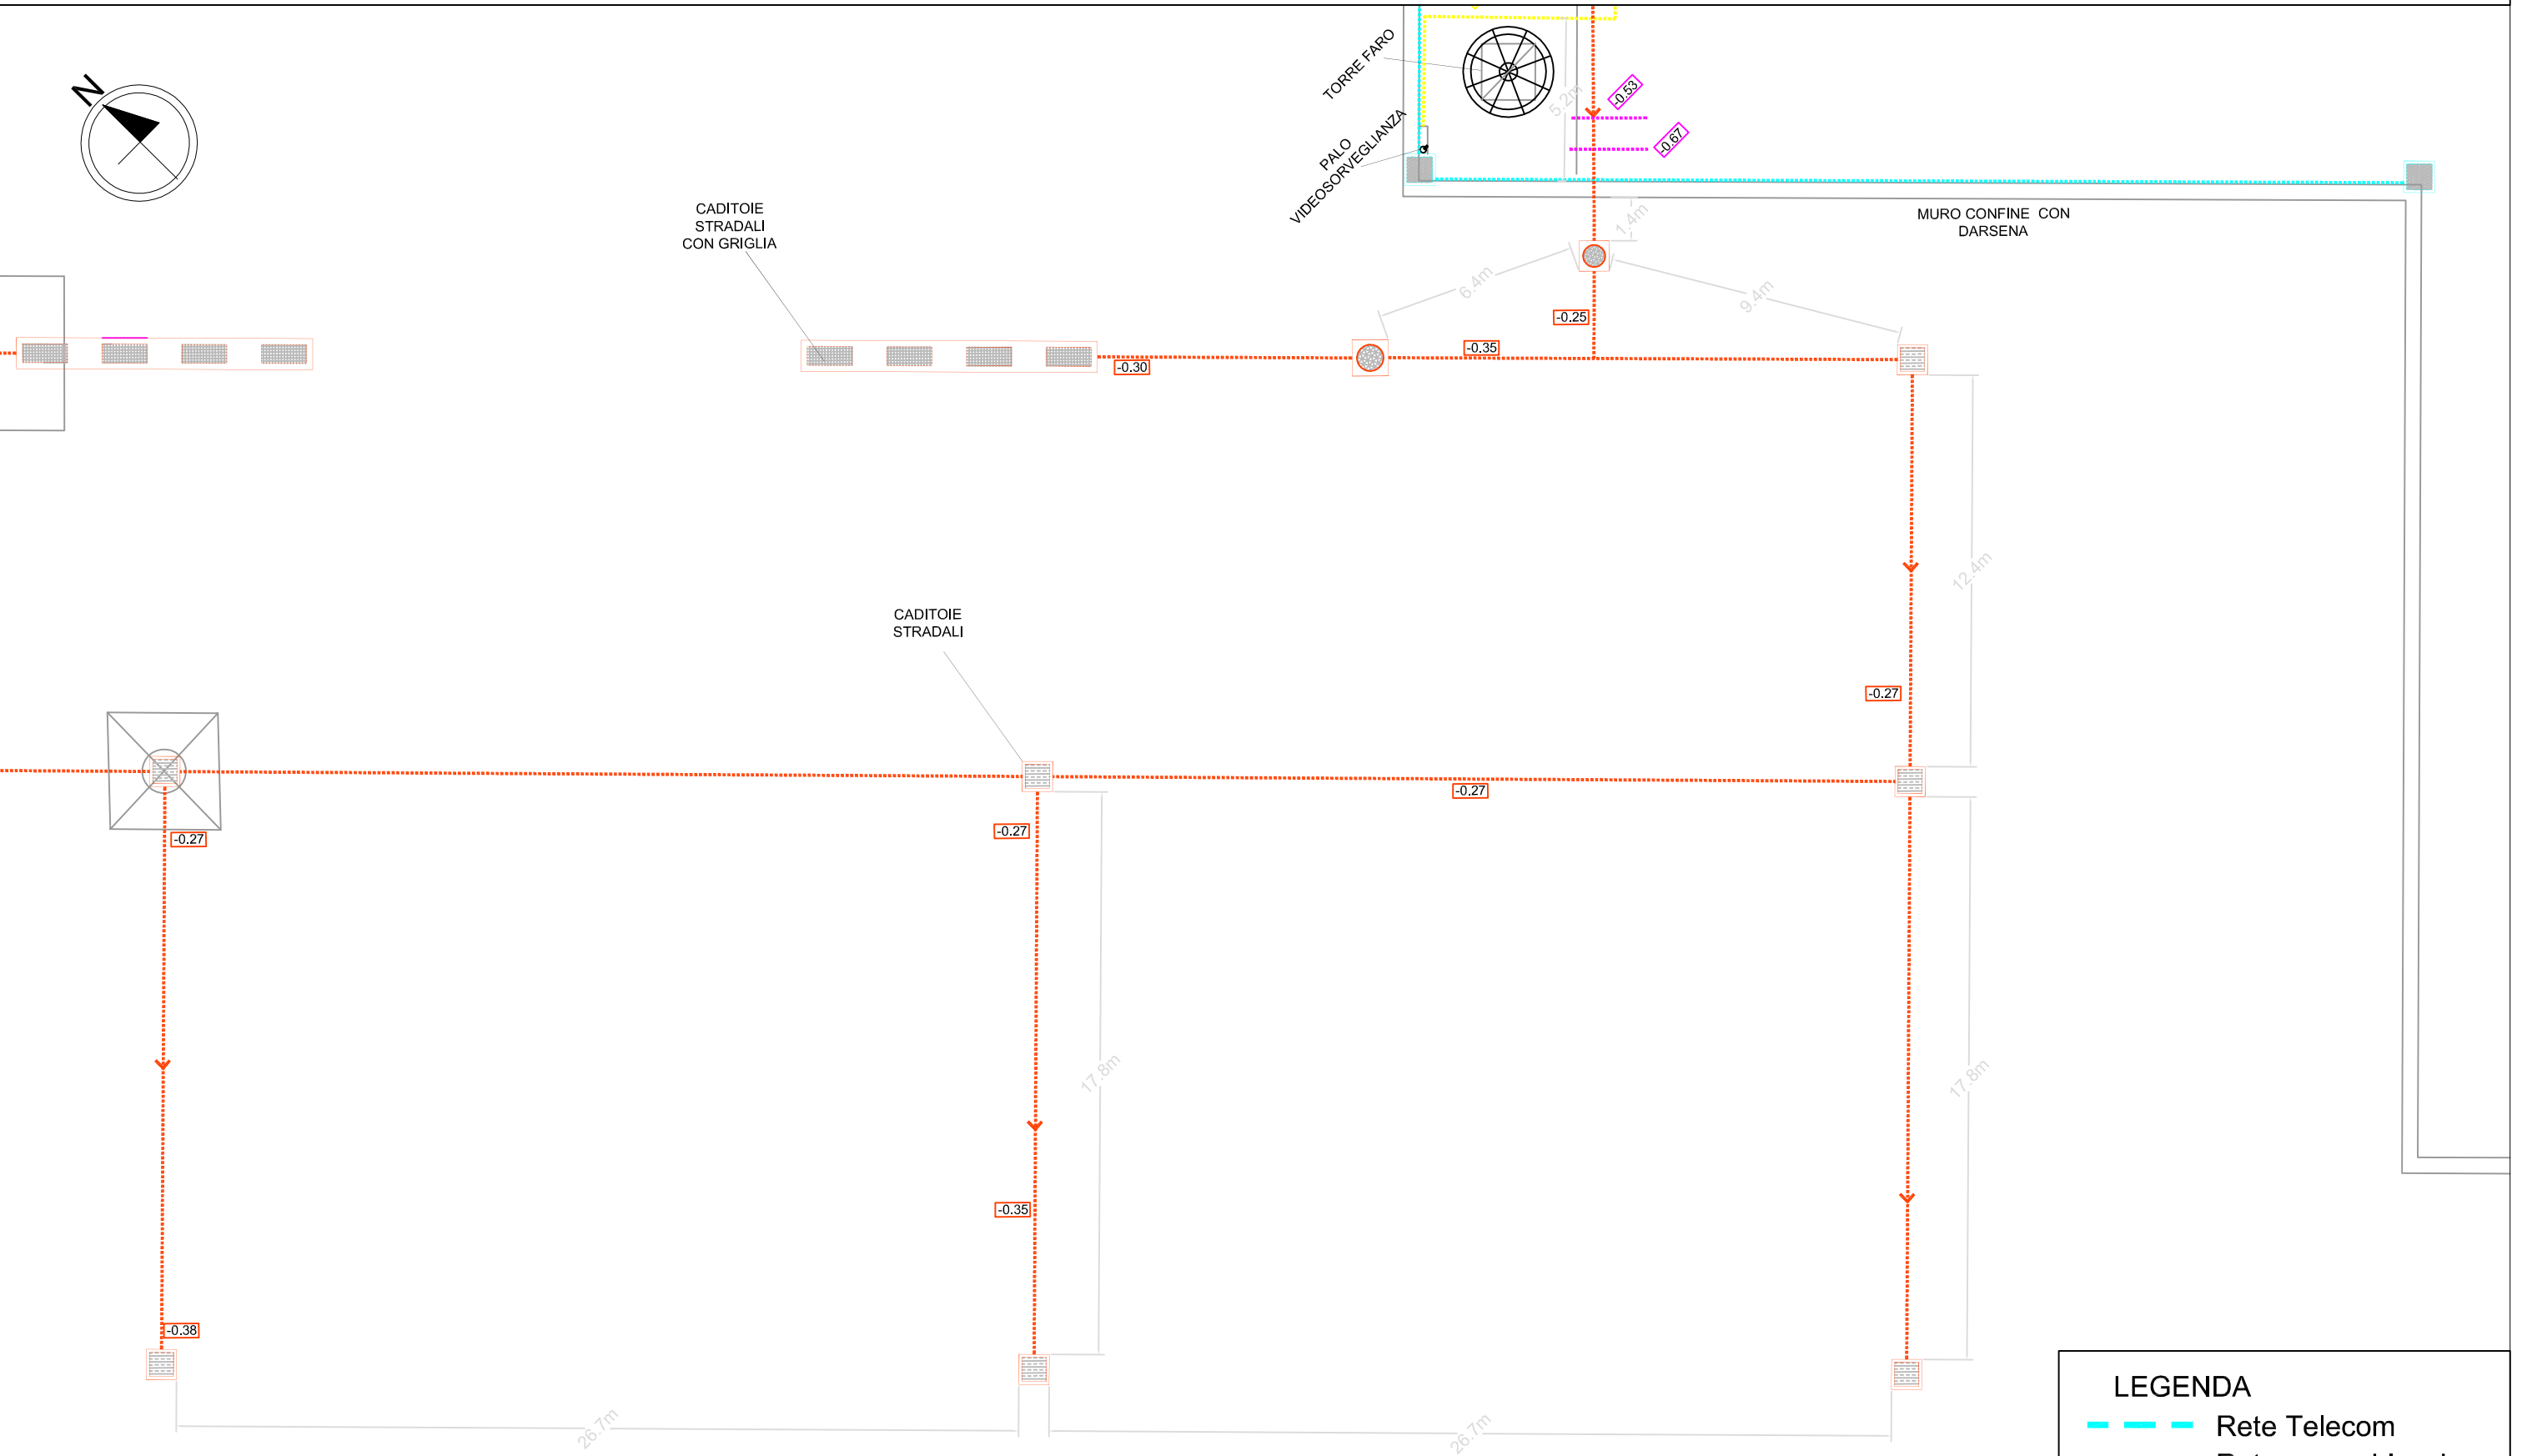 N
TORRE FARO
PALO
VIDEOSORVEGLIANZA
5.2m
-0.53
-0.67
CADITOIE
STRADALI
CON GRIGLIA
1.4m
MURO CONFINE CON
DARSENA
6.4m
9.4m
-0.25
-0.35
-0.30
12.4m
CADITOIE
STRADALI
-0.27
-0.27
-0.27
-0.27
17.8m
17.8m
-0.35
-0.38
26.7m
26.7m
LEGENDA
Rete Telecom